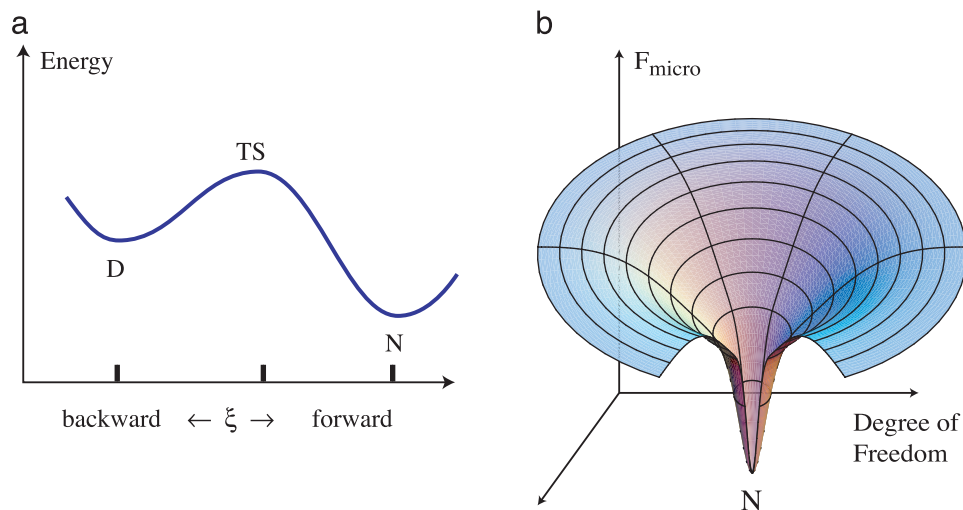 a
Energy
TS
D
N
backward ← ξ → forward
b
F_micro
Degree of
Freedom
N